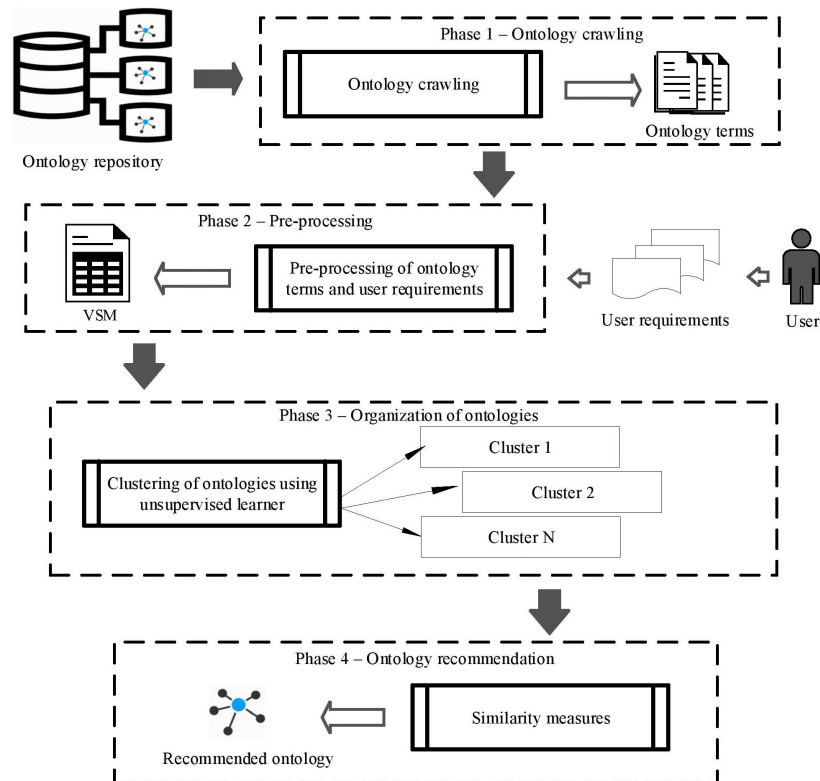 Phase 1 – Ontology crawling
Ontology crawling
Ontology terms
Ontology repository
Phase 2 – Pre-processing
Pre-processing of ontology
terms and user requirements
VSM
User requirements
User
Phase 3 – Organization of ontologies
Clustering of ontologies using
unsupervised learner
Cluster 1
Cluster 2
Cluster N
Phase 4 – Ontology recommendation
Similarity measures
Recommended ontology